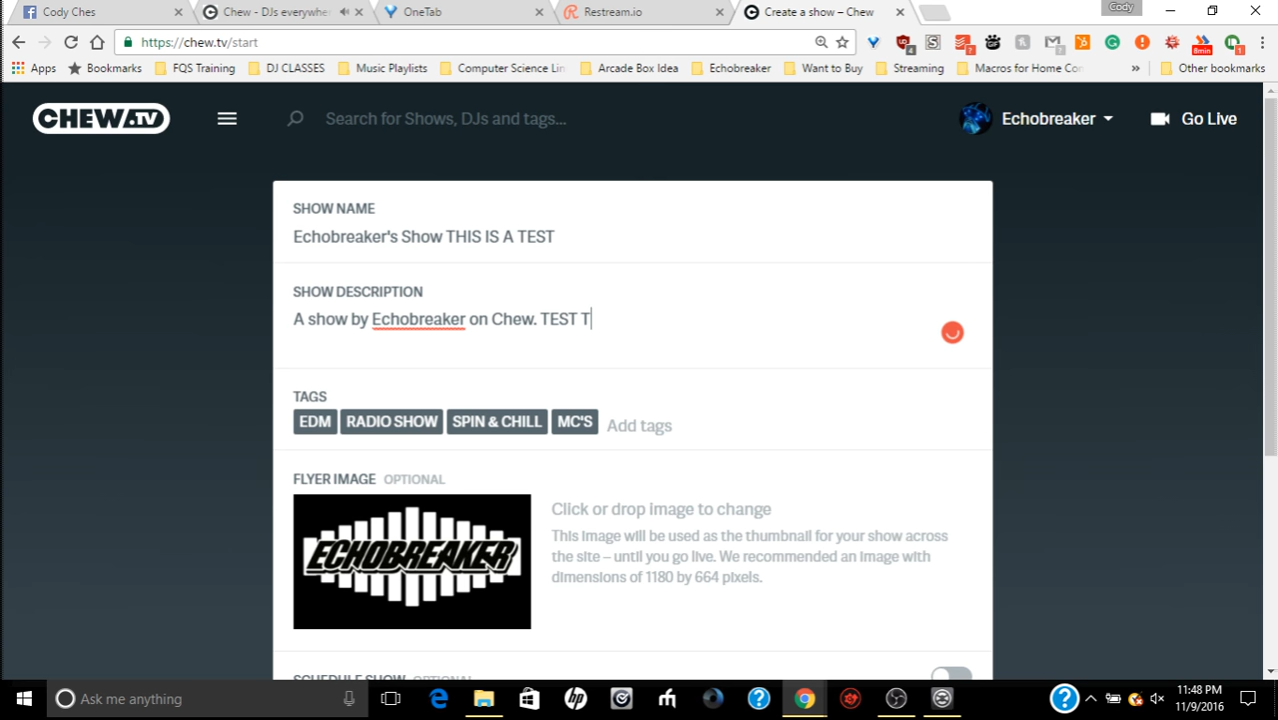 Cody Ches
Chew - DJs everywhe
OneTab
Restream.io
Create a show – Chew
Cody
https://chew.tv/start
Apps
Bookmarks
FQS Training
DJ CLASSES
Music Playlists
Computer Science Lin
Arcade Box Idea
Echobreaker
Want to Buy
Streaming
Macros for Home Co
»
Other bookmarks
CHEW.TV
Search for Shows, DJs and tags...
Echobreaker
Go Live
SHOW NAME
Echobreaker's Show THIS IS A TEST
SHOW DESCRIPTION
A show by Echobreaker on Chew. TEST T
TAGS
EDM RADIO SHOW SPIN & CHILL MC'S Add tags
FLYER IMAGE OPTIONAL
ECHOBREAKER
Click or drop image to change
This image will be used as the thumbnail for your show across
the site – until you go live. We recommended an image with
dimensions of 1180 by 664 pixels.
SCHEDULE SHOW OPTIONAL
Ask me anything
11:48 PM
11/9/2016